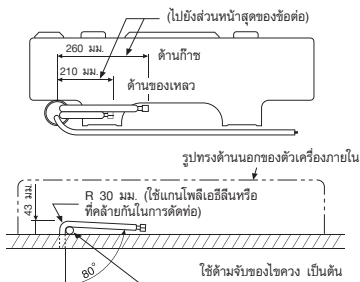 (ไปยังส่วนหน้าสุดของข้อต่อ)
260 มม.
ด้านก๊าซ
210 มม.
ด้านของเหลว
รูปทรงด้านนอกของตัวเครื่องภายใน
43 มม.
R 30 มม. (ใช้แกนโพลีเอธีลีนหรือ
ที่คล้ายกันในการดัดท่อ)
80°
ใช้ด้ามจับของไขควง เป็นต้น